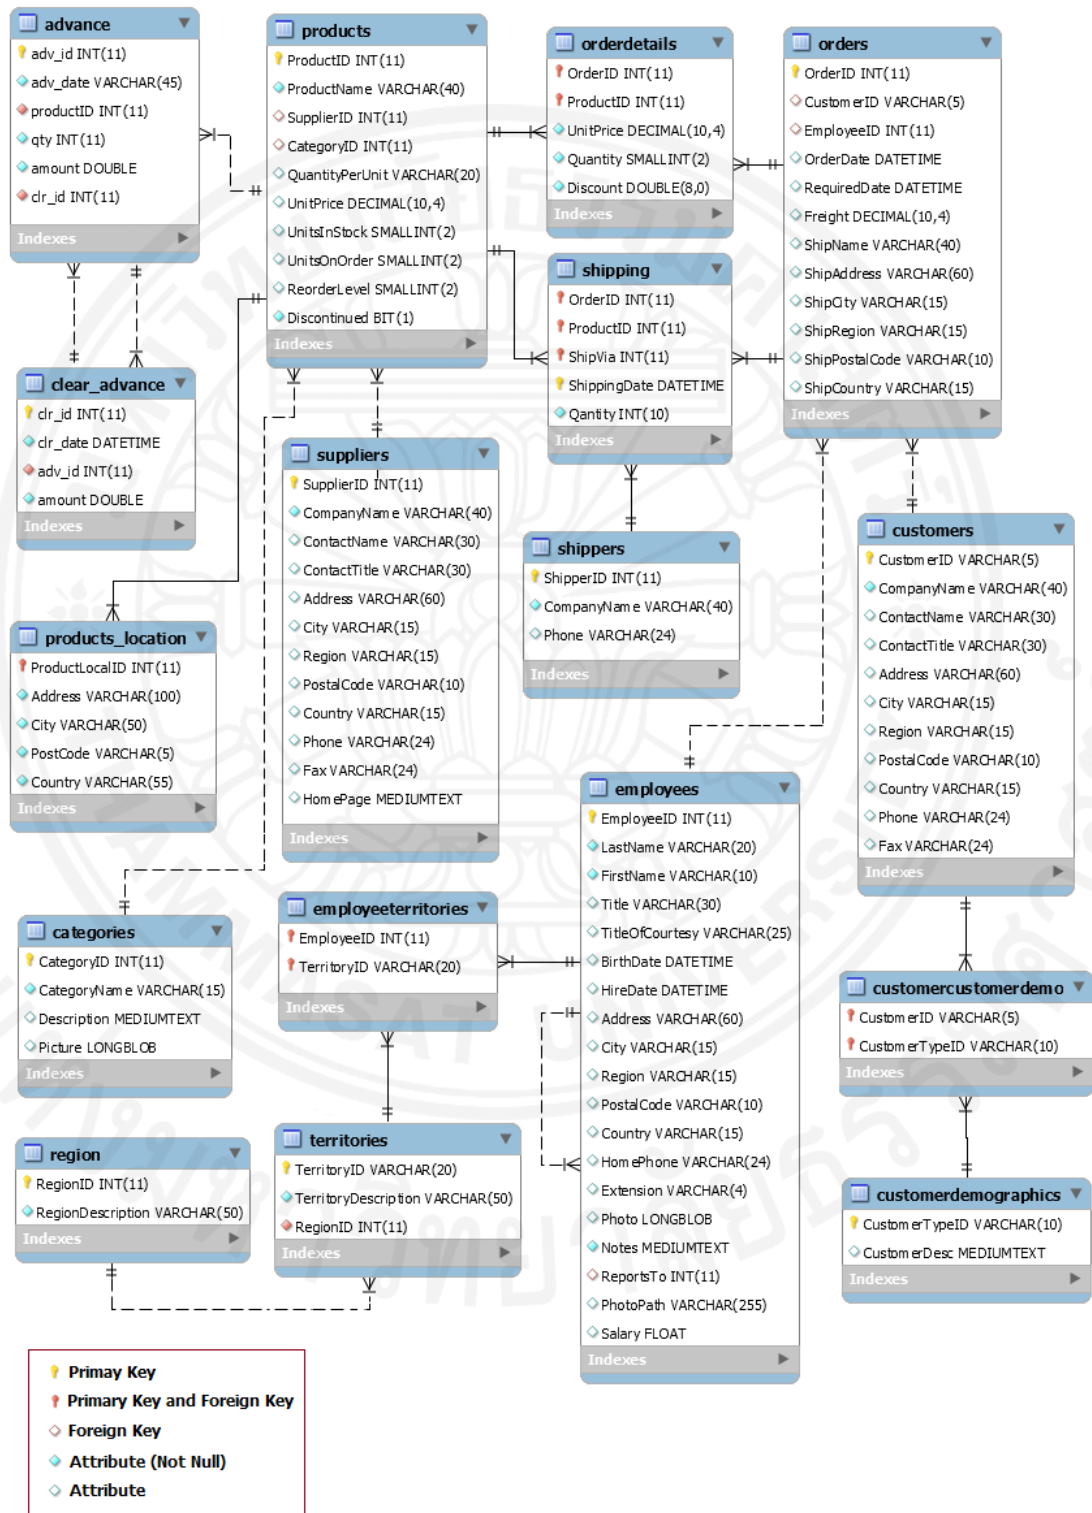 advance
adv_id INT(11)
adv_date VARCHAR(45)
productID INT(11)
qty INT(11)
amount DOUBLE
clr_id INT(11)
Indexes
products
ProductID INT(11)
ProductName VARCHAR(40)
SupplierID INT(11)
CategoryID INT(11)
QuantityPerUnit VARCHAR(20)
UnitPrice DECIMAL(10,4)
UnitsInStock SMALLINT(2)
UnitsOnOrder SMALLINT(2)
ReorderLevel SMALLINT(2)
Discontinued BIT(1)
Indexes
orderdetails
OrderID INT(11)
ProductID INT(11)
UnitPrice DECIMAL(10,4)
Quantity SMALLINT(2)
Discount DOUBLE(8,0)
Indexes
orders
OrderID INT(11)
CustomerID VARCHAR(5)
EmployeeID INT(11)
OrderDate DATETIME
RequiredDate DATETIME
Freight DECIMAL(10,4)
ShipName VARCHAR(40)
ShipAddress VARCHAR(60)
ShipCity VARCHAR(15)
ShipRegion VARCHAR(15)
ShipPostalCode VARCHAR(10)
ShipCountry VARCHAR(15)
Indexes
shipping
OrderID INT(11)
ProductID INT(11)
ShipVia INT(11)
ShippingDate DATETIME
Qantity INT(10)
Indexes
clear_advance
clr_id INT(11)
clr_date DATETIME
adv_id INT(11)
amount DOUBLE
Indexes
suppliers
SupplierID INT(11)
CompanyName VARCHAR(40)
ContactName VARCHAR(30)
ContactTitle VARCHAR(30)
Address VARCHAR(60)
City VARCHAR(15)
Region VARCHAR(15)
PostalCode VARCHAR(10)
Country VARCHAR(15)
Phone VARCHAR(24)
Fax VARCHAR(24)
HomePage MEDIUMTEXT
Indexes
shippers
ShipperID INT(11)
CompanyName VARCHAR(40)
Phone VARCHAR(24)
Indexes
customers
CustomerID VARCHAR(5)
CompanyName VARCHAR(40)
ContactName VARCHAR(30)
ContactTitle VARCHAR(30)
Address VARCHAR(60)
City VARCHAR(15)
Region VARCHAR(15)
PostalCode VARCHAR(10)
Country VARCHAR(15)
Phone VARCHAR(24)
Fax VARCHAR(24)
Indexes
products_location
ProductLocalID INT(11)
Address VARCHAR(100)
City VARCHAR(50)
PostCode VARCHAR(5)
Country VARCHAR(55)
Indexes
employees
EmployeeID INT(11)
LastName VARCHAR(20)
FirstName VARCHAR(10)
Title VARCHAR(30)
TitleOfCourtesy VARCHAR(25)
BirthDate DATETIME
HireDate DATETIME
Address VARCHAR(60)
City VARCHAR(15)
Region VARCHAR(15)
PostalCode VARCHAR(10)
Country VARCHAR(15)
HomePhone VARCHAR(24)
Extension VARCHAR(4)
Photo LONGBLOB
Notes MEDIUMTEXT
ReportsTo INT(11)
PhotoPath VARCHAR(255)
Salary FLOAT
Indexes
categories
CategoryID INT(11)
CategoryName VARCHAR(15)
Description MEDIUMTEXT
Picture LONGBLOB
Indexes
employeeterritories
EmployeeID INT(11)
TerritoryID VARCHAR(20)
Indexes
customercustomerdemo
CustomerID VARCHAR(5)
CustomerTypeID VARCHAR(10)
Indexes
region
RegionID INT(11)
RegionDescription VARCHAR(50)
Indexes
territories
TerritoryID VARCHAR(20)
TerritoryDescription VARCHAR(50)
RegionID INT(11)
Indexes
customerdemographics
CustomerTypeID VARCHAR(10)
CustomerDesc MEDIUMTEXT
Indexes
Primay Key
Primary Key and Foreign Key
Foreign Key
Attribute (Not Null)
Attribute